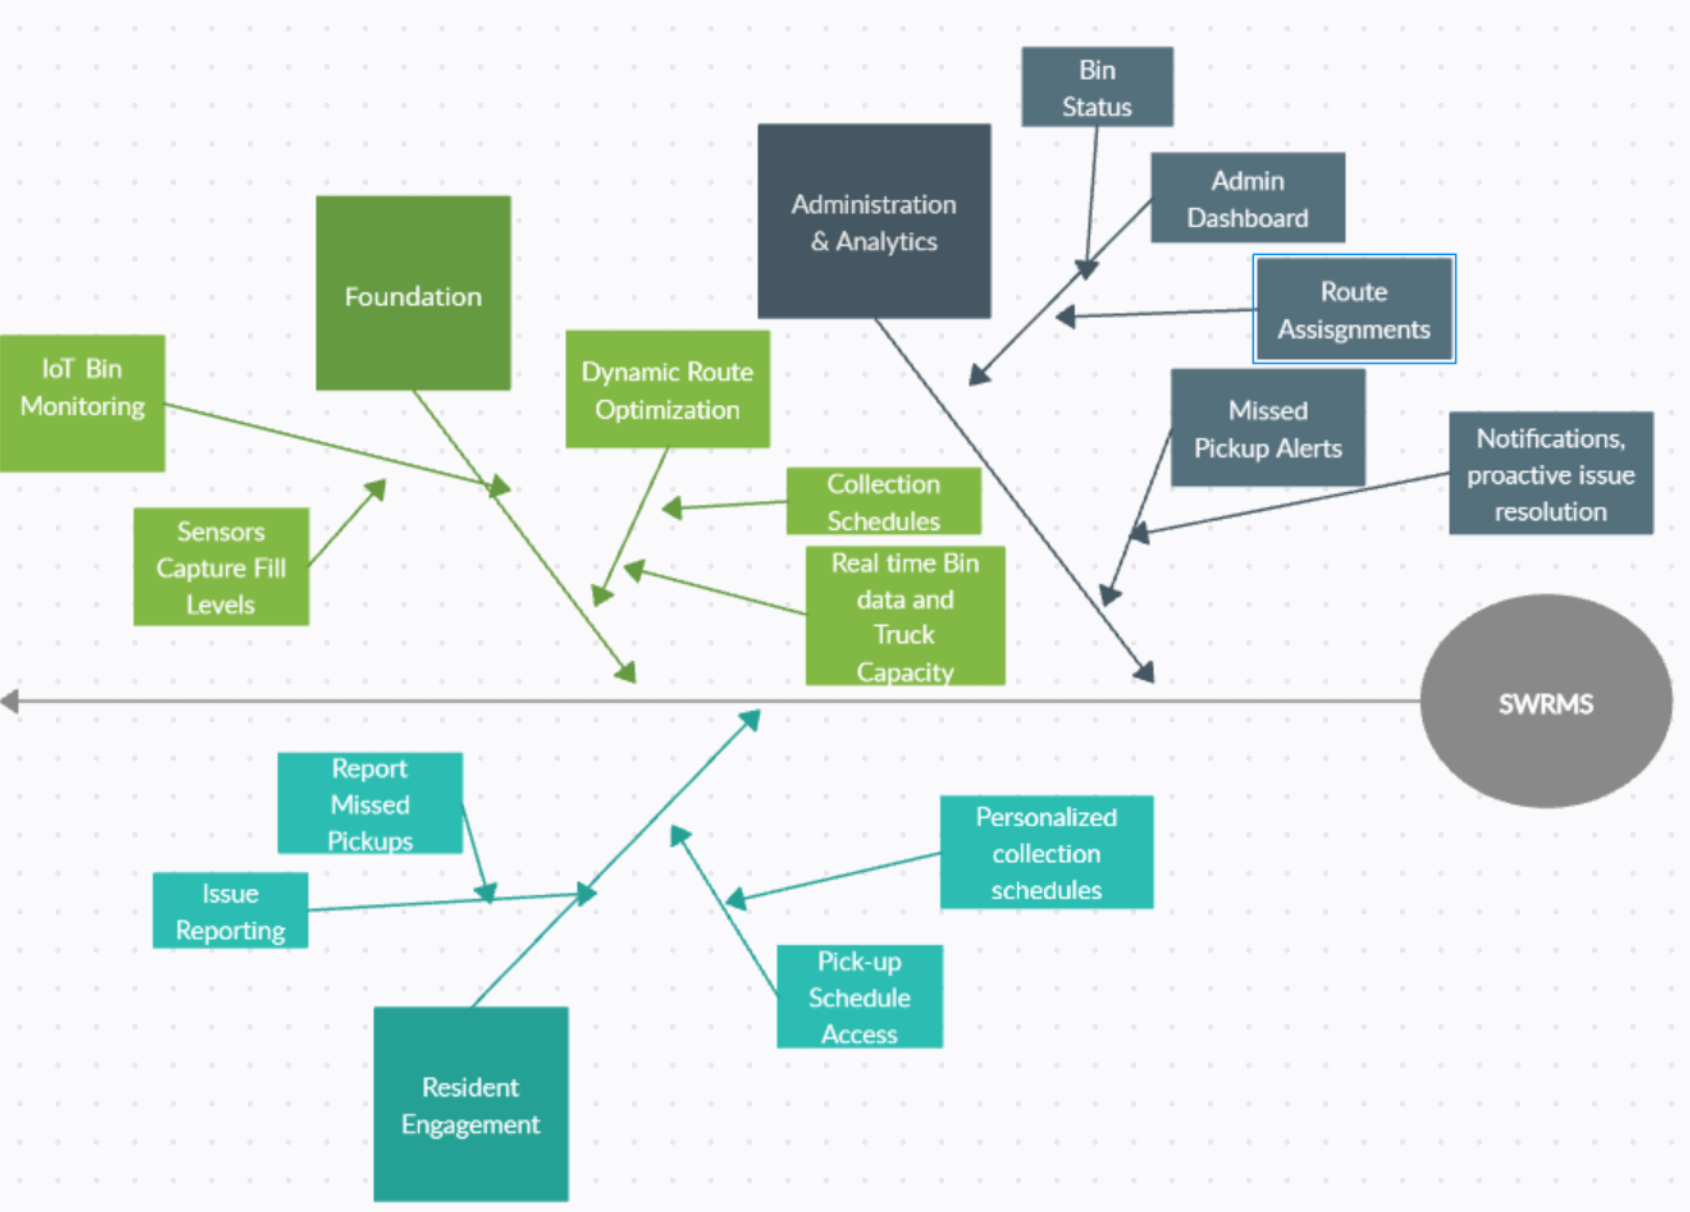 Bin
Status
Administration
& Analytics
Admin
Dashboard
Foundation
Route
Assisgnments
IoT Bin
Monitoring
Dynamic Route
Optimization
Missed
Pickup Alerts
Notifications,
proactive issue
resolution
Collection
Schedules
Sensors
Capture Fill
Levels
Real time Bin
data and
Truck
Capacity
SWRMS
Report
Missed
Pickups
Personalized
collection
schedules
Issue
Reporting
Pick-up
Schedule
Access
Resident
Engagement